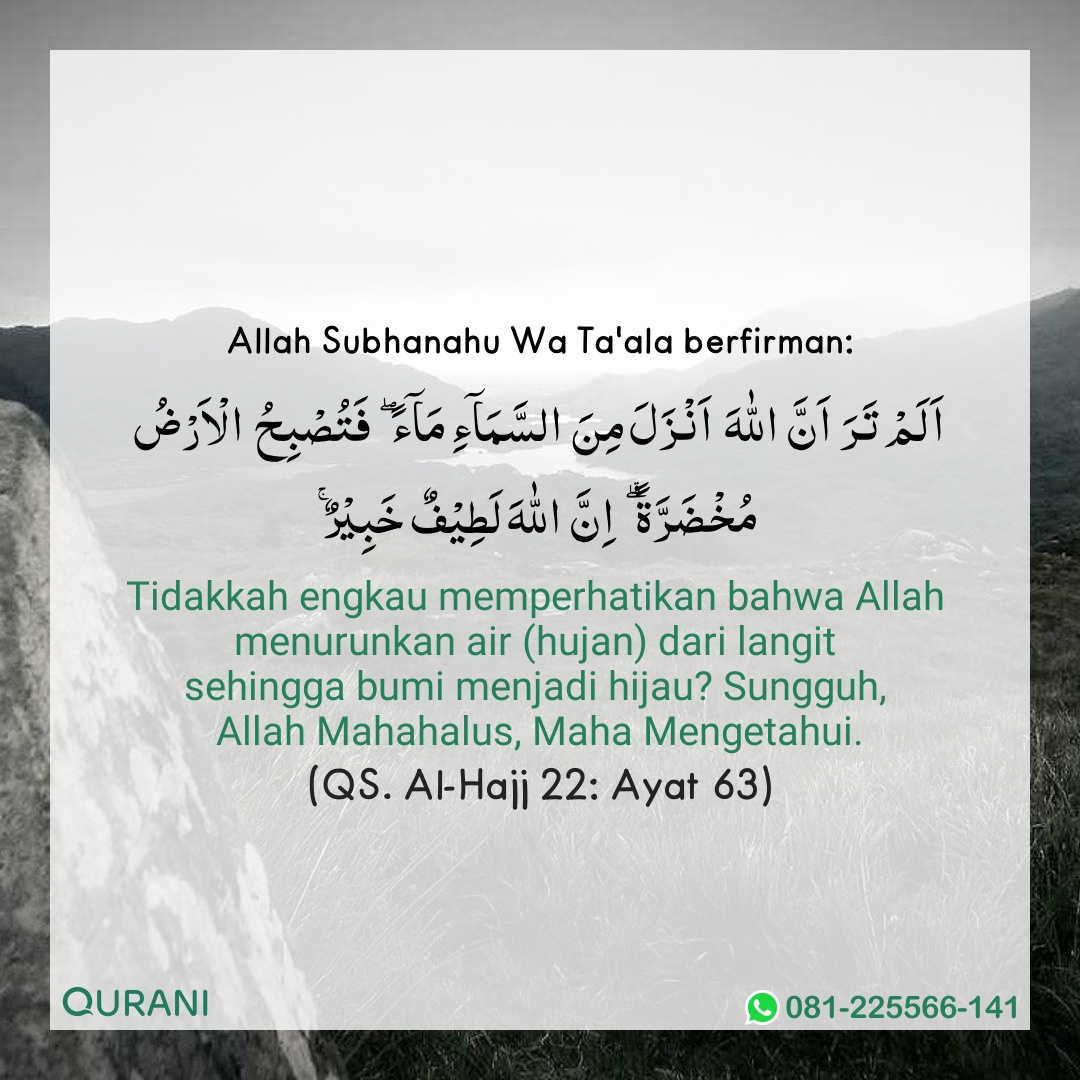 Allah Subhanahu Wa Ta'ala berfirman:
اَلَمْ تَرَ اَنَّ اللّٰهَ اَنْزَلَ مِنَ السَّمَآءِ مَآءًۖ فَتُصْبِحُ الْاَرْضُ
مُخْضَرَّةًۗ اِنَّ اللّٰهَ لَطِيْفٌ خَبِيْرٌۚ
Tidakkah engkau memperhatikan bahwa Allah
menurunkan air (hujan) dari langit
sehingga bumi menjadi hijau? Sungguh,
Allah Mahahalus, Maha Mengetahui.
(QS. Al-Hajj 22: Ayat 63)
QURANI
081-225566-141